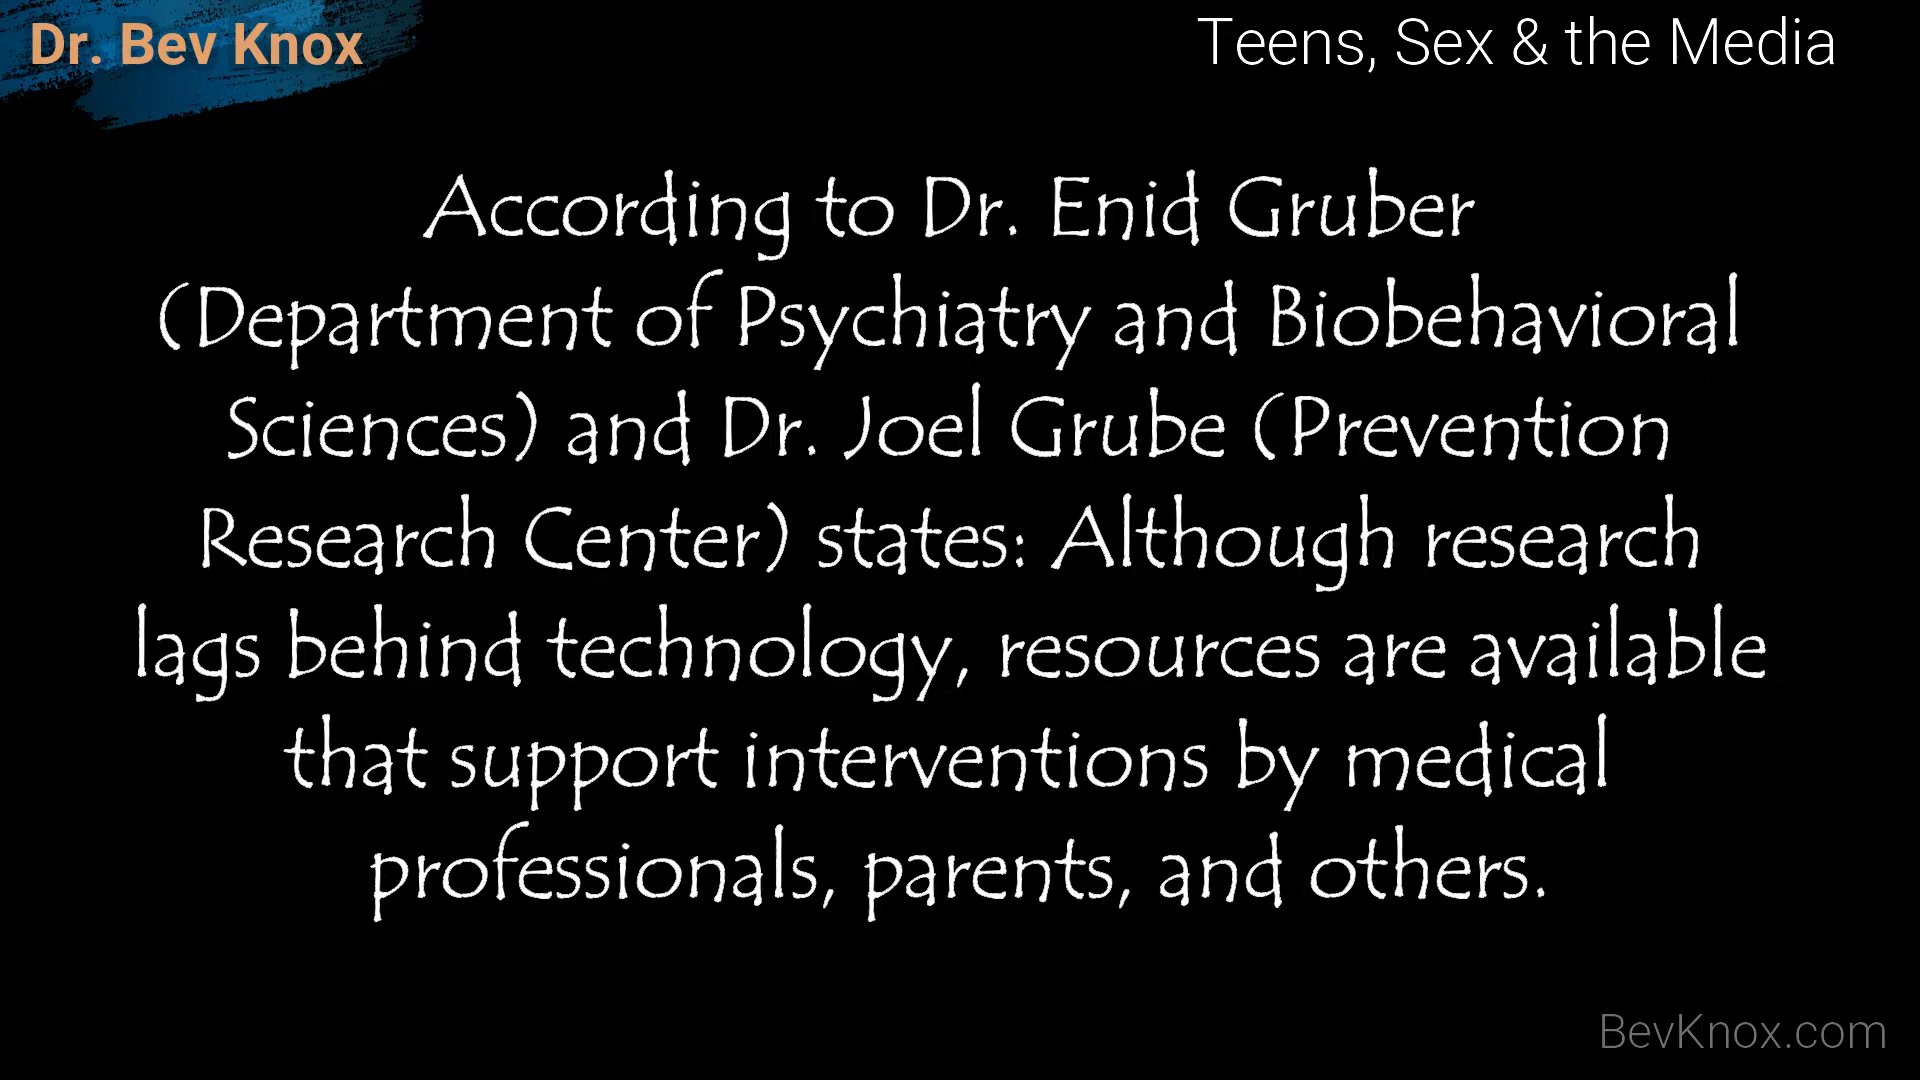 Dr. Bev Knox
Teens, Sex & the Media
According to Dr. Enid Gruber
(Department of Psychiatry and Biobehavioral
Sciences) and Dr. Joel Grube (Prevention
Research Center) states: Although research
lags behind technology, resources are available
that support interventions by medical
professionals, parents, and others.
BevKnox.com